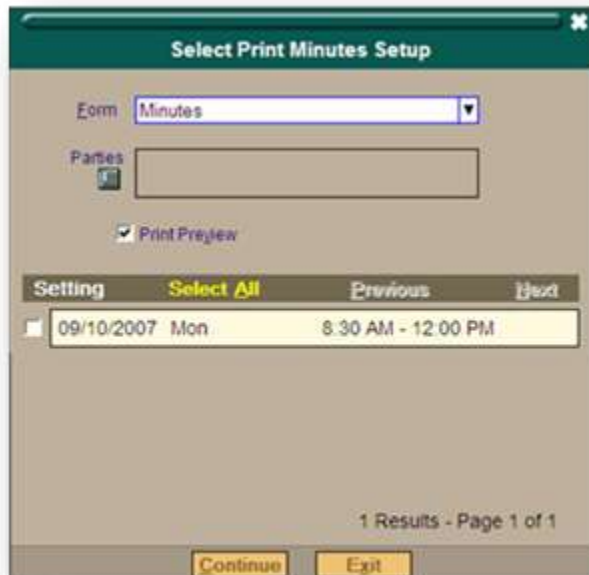 Select Print Minutes Setup
Form Minutes
Parties
Print Preview
Setting Select All Previous Next
09/10/2007 Mon 8:30 AM - 12:00 PM
1 Results - Page 1 of 1
Continue Exit